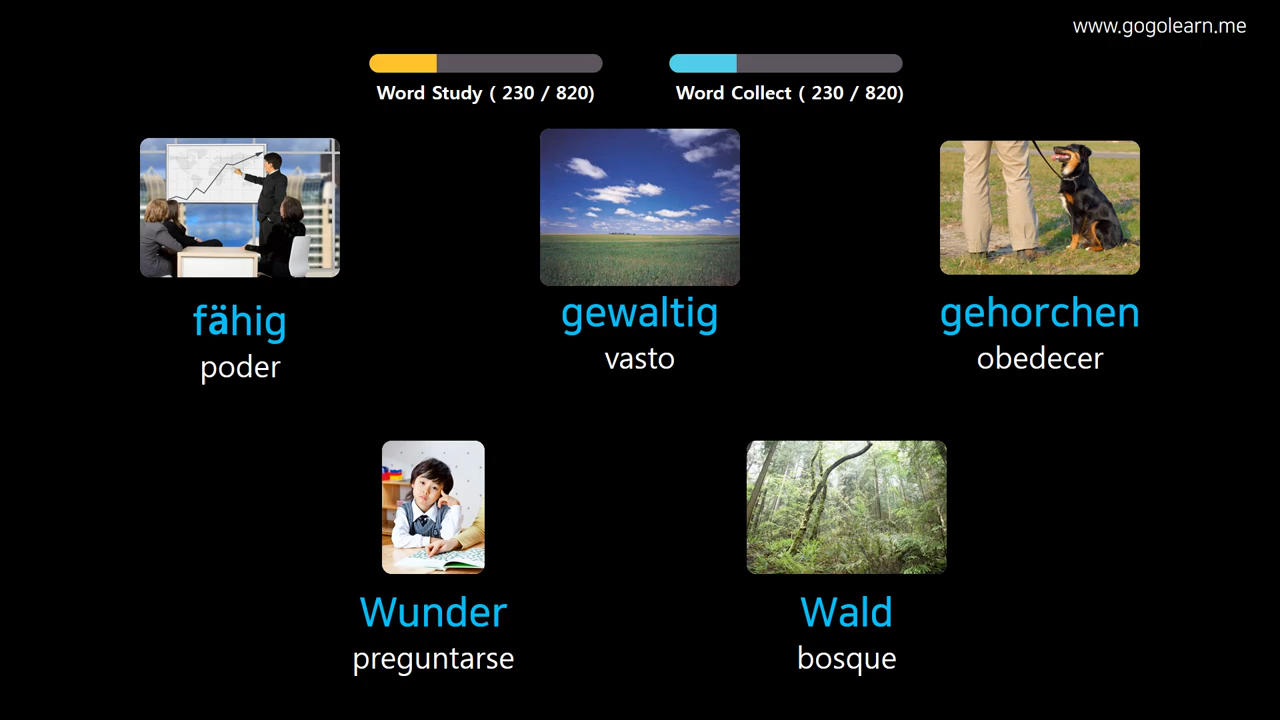 www.gogolearn.me
Word Study ( 230 / 820)
Word Collect ( 230 / 820)
fähig
poder
gewaltig
vasto
gehorchen
obedecer
Wunder
preguntarse
Wald
bosque